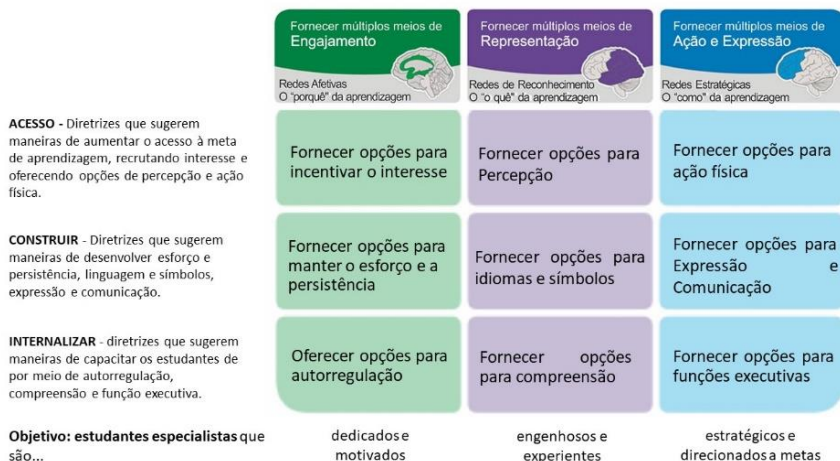 Fornecer múltiplos meios de
Engajamento
Redes Afetivas
O "porquê" da aprendizagem
Fornecer múltiplos meios de
Representação
Redes de Reconhecimento
O "o quê" da aprendizagem
Fornecer múltiplos meios de
Ação e Expressão
Redes Estratégicas
O "como" da aprendizagem
ACESSO - Diretrizes que sugerem
maneiras de aumentar o acesso à meta
de aprendizagem, recrutando interesse e
oferecendo opções de percepção e ação
física.
Fornecer opções para
incentivar o interesse
Fornecer opções para
Percepção
Fornecer opções para
ação física
CONSTRUIR - Diretrizes que sugerem
maneiras de desenvolver esforço e
persistência, linguagem e símbolos,
expressão e comunicação.
Fornecer opções para
manter o esforço e a
persistência
Fornecer opções para
idiomas e símbolos
Fornecer opções para
Expressão e
Comunicação
INTERNALIZAR - diretrizes que sugerem
maneiras de capacitar os estudantes de
por meio de autorregulação,
compreensão e função executiva.
Oferecer opções para
autorregulação
Fornecer opções
para compreensão
Fornecer opções para
funções executivas
Objetivo: estudantes especialistas que
são...
dedicados e
motivados
engenhosos e
experientes
estratégicos e
direcionados a metas